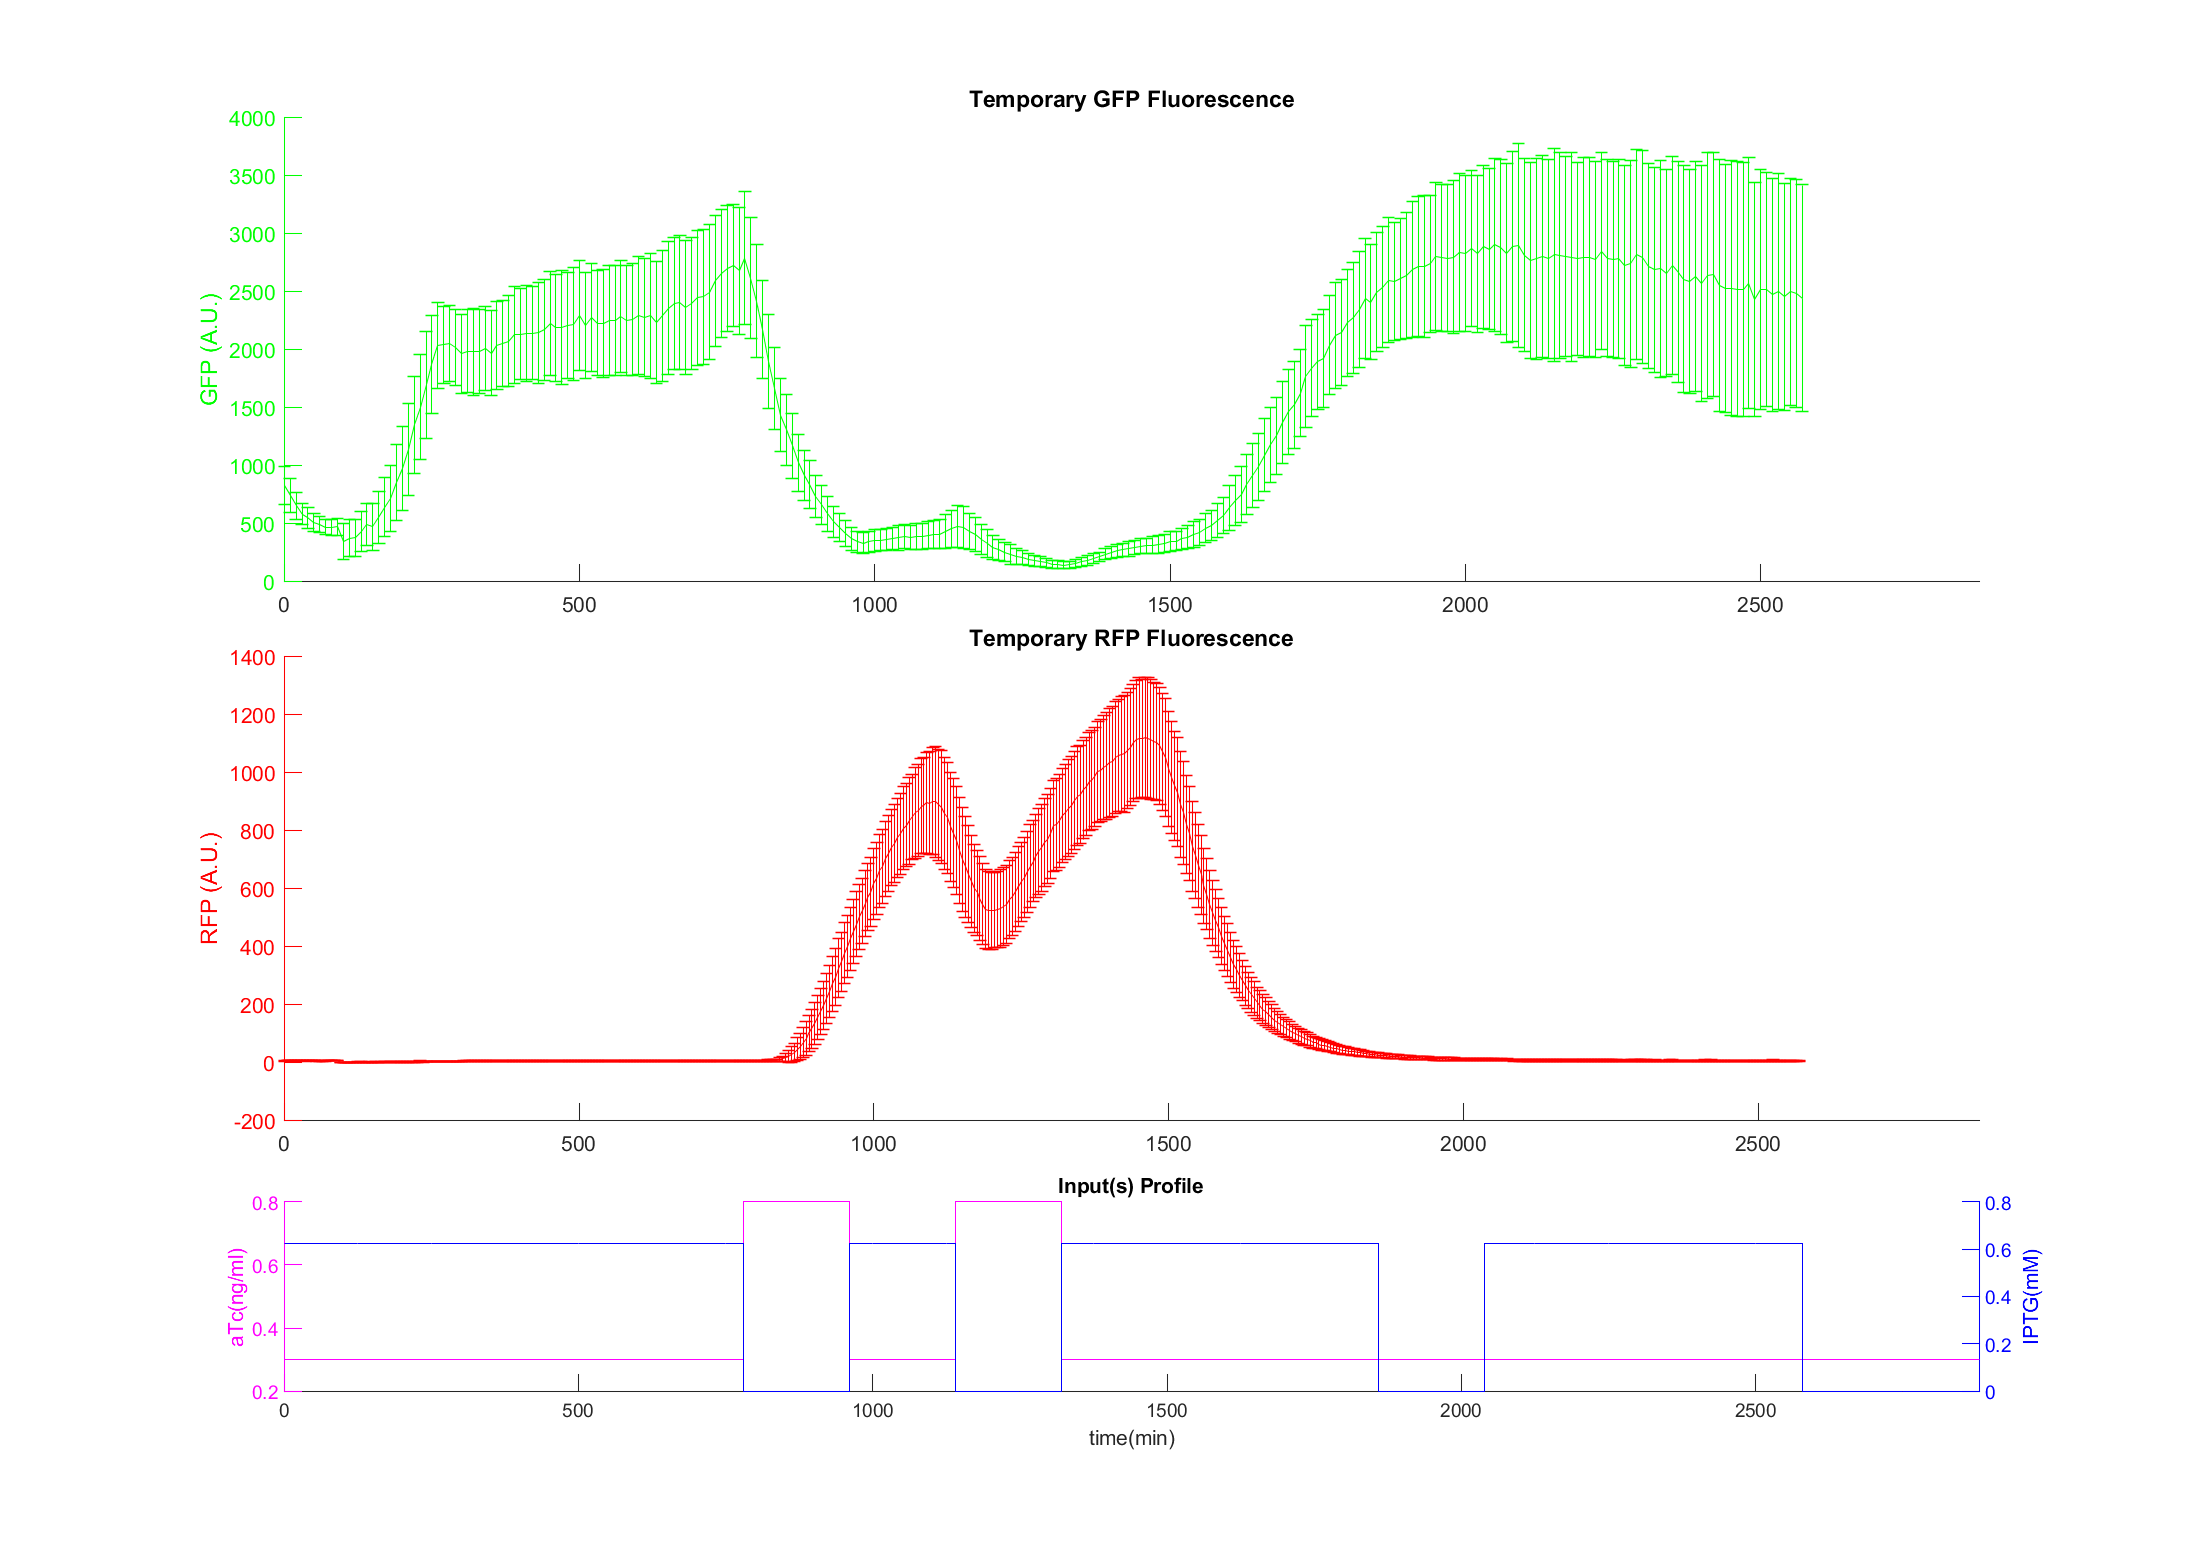 Temporary GFP Fluorescence
GFP (A.U.)
4000
3500
3000
2500
2000
1500
1000
500
0
0 500 1000 1500 2000 2500
Temporary RFP Fluorescence
RFP (A.U.)
1400
1200
1000
800
600
400
200
0
-200
0 500 1000 1500 2000 2500
Input(s) Profile
aTc(ng/ml)
0.8
0.6
0.4
0.2
0.8
0.6
0.4
0.2
0
IPTG(mM)
0 500 1000 1500 2000 2500
time(min)